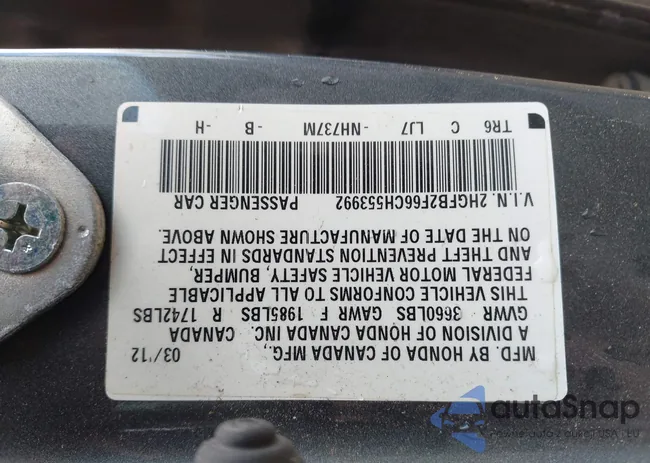 MFD. BY HONDA OF CANADA MFG., 03/'12
A DIVISION OF HONDA CANADA INC. CANADA
GVWR 3660LBS GAWR F 1985LBS R 1742LBS
THIS VEHICLE CONFORMS TO ALL APPLICABLE
FEDERAL MOTOR VEHICLE SAFETY, BUMPER,
AND THEFT PREVENTION STANDARDS IN EFFECT
ON THE DATE OF MANUFACTURE SHOWN ABOVE.
V.I.N. 2HGFB2F66CH553992 PASSENGER CAR
TR6 C LJ7 -NH737M -B -H
autoSnap